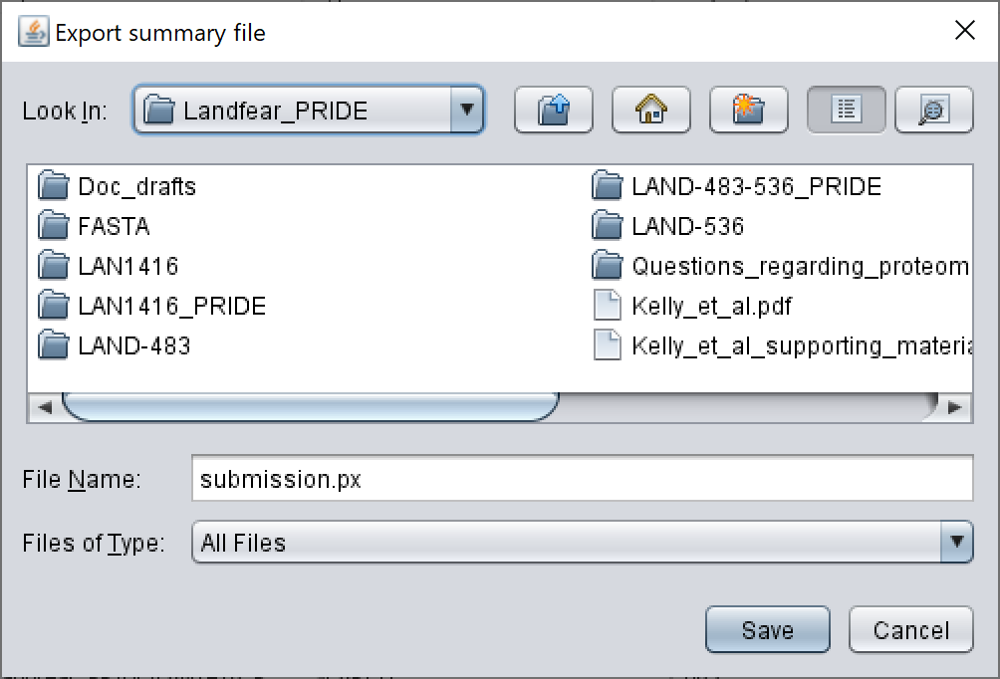 Export summary file
Look In: Landfear_PRIDE
Doc_drafts
FASTA
LAN1416
LAN1416_PRIDE
LAND-483
LAND-483-536_PRIDE
LAND-536
Questions_regarding_proteom
Kelly_et_al.pdf
Kelly_et_al_supporting_materia
File Name: submission.px
Files of Type: All Files
Save Cancel